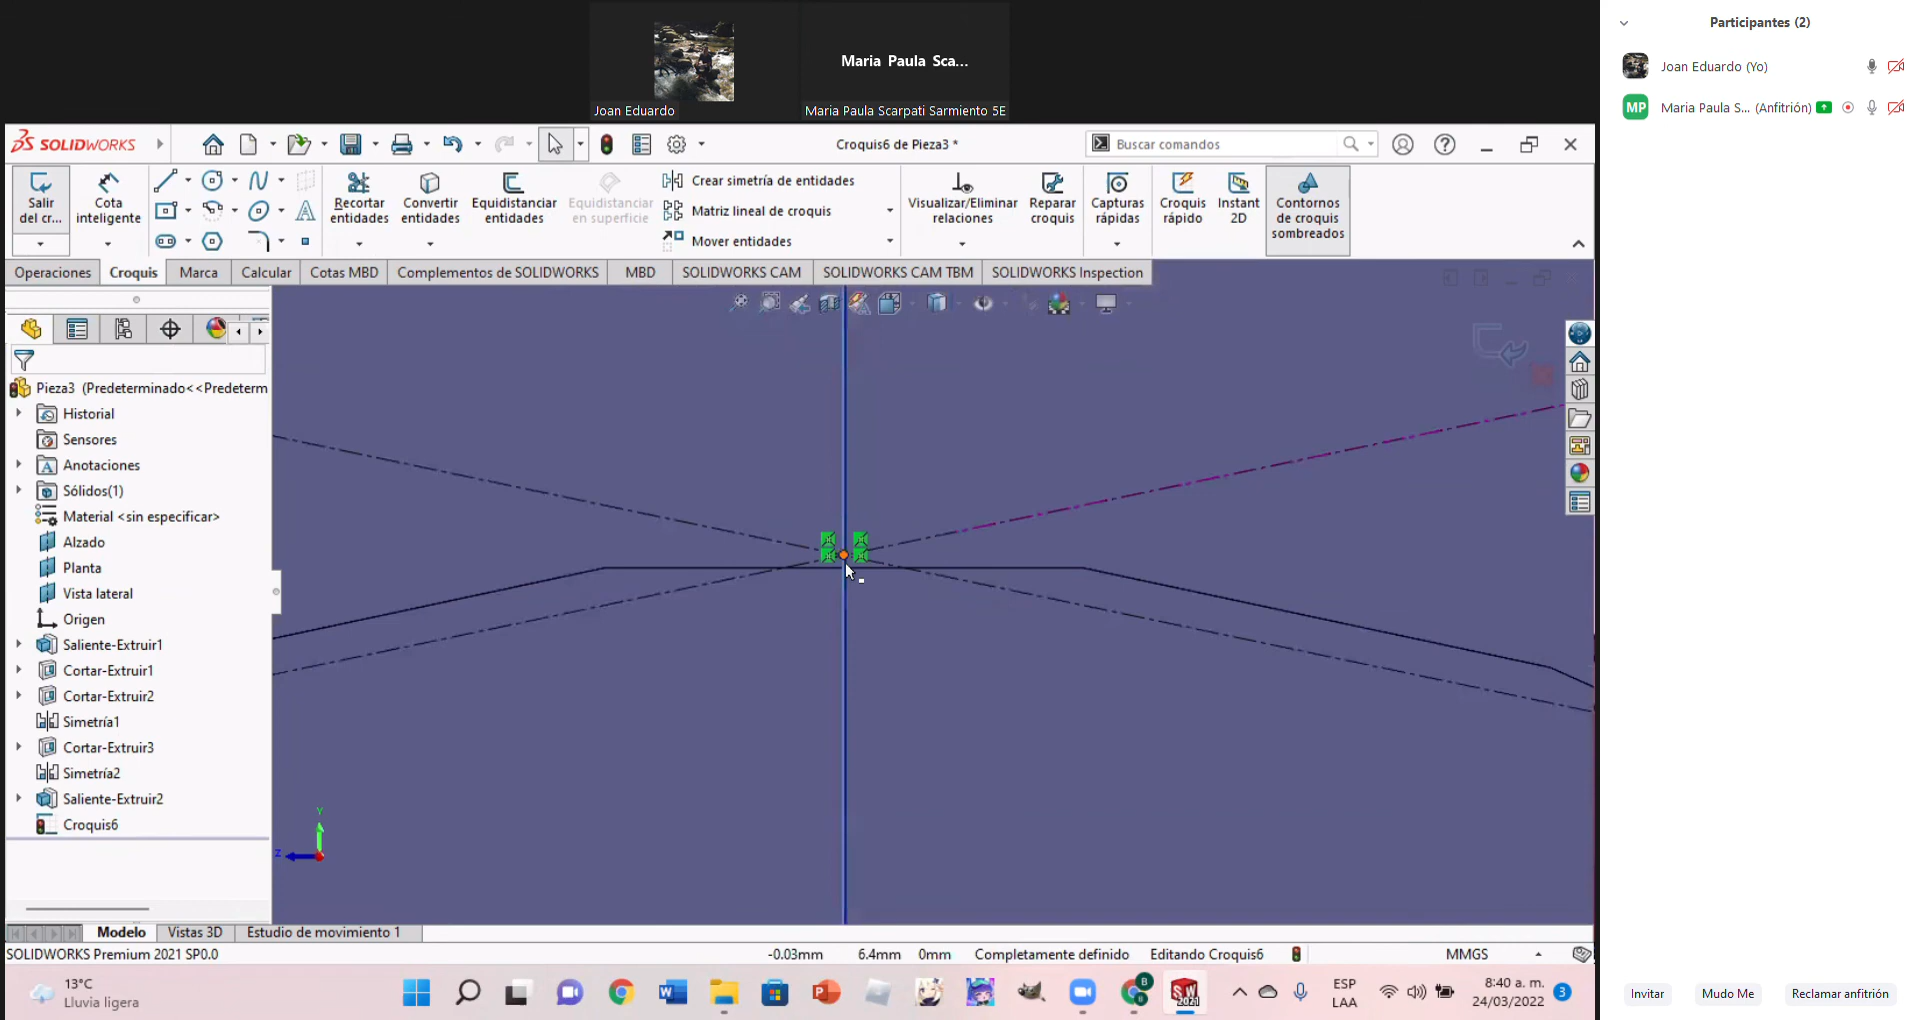 Participantes (2)
Joan Eduardo (Yo)
MP
Maria Paula S... (Anfitrión)
Maria Paula Sca...
Joan Eduardo
Maria Paula Scarpati Sarmiento 5E
SOLIDWORKS
Croquis6 de Pieza3 *
Buscar comandos
Salir del cr...
Cota inteligente
Recortar entidades
Convertir entidades
Equidistanciar entidades
Equidistanciar en superficie
Crear simetría de entidades
Matriz lineal de croquis
Mover entidades
Visualizar/Eliminar relaciones
Reparar croquis
Capturas rápidas
Croquis rápido
Instant 2D
Contornos de croquis sombreados
Operaciones
Croquis
Marca
Calcular
Cotas MBD
Complementos de SOLIDWORKS
MBD
SOLIDWORKS CAM
SOLIDWORKS CAM TBM
SOLIDWORKS Inspection
Pieza3 (Predeterminado<<Predeterm
Historial
Sensores
Anotaciones
Sólidos(1)
Material <sin especificar>
Alzado
Planta
Vista lateral
Origen
Saliente-Extruir1
Cortar-Extruir1
Cortar-Extruir2
Simetría1
Cortar-Extruir3
Simetría2
Saliente-Extruir2
Croquis6
Y
Z
Modelo
Vistas 3D
Estudio de movimiento 1
SOLIDWORKS Premium 2021 SP0.0
-0.03mm
6.4mm
0mm
Completamente definido
Editando Croquis6
MMGS
13°C
Lluvia ligera
ESP
LAA
8:40 a. m.
24/03/2022
3
Invitar
Mudo Me
Reclamar anfitrión